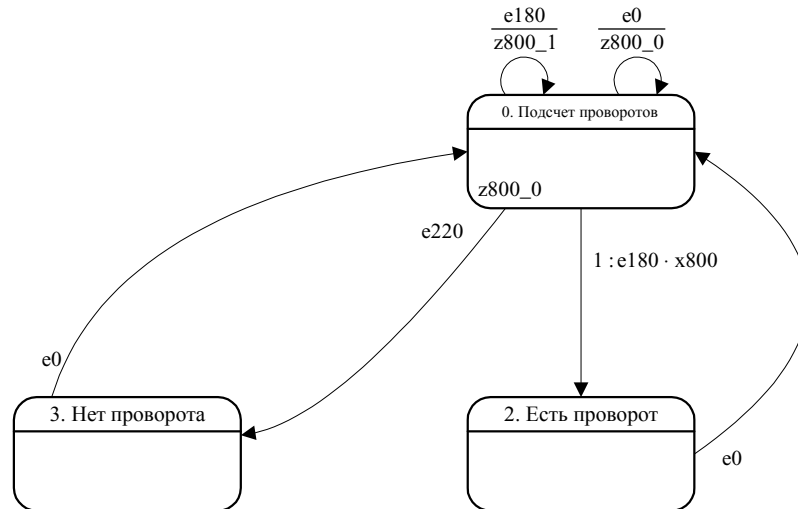 e180
z800_1
e0
z800_0
0. Подсчет проворотов
z800_0
e220
1 : e180 · x800
e0
3. Нет проворота
2. Есть проворот
e0